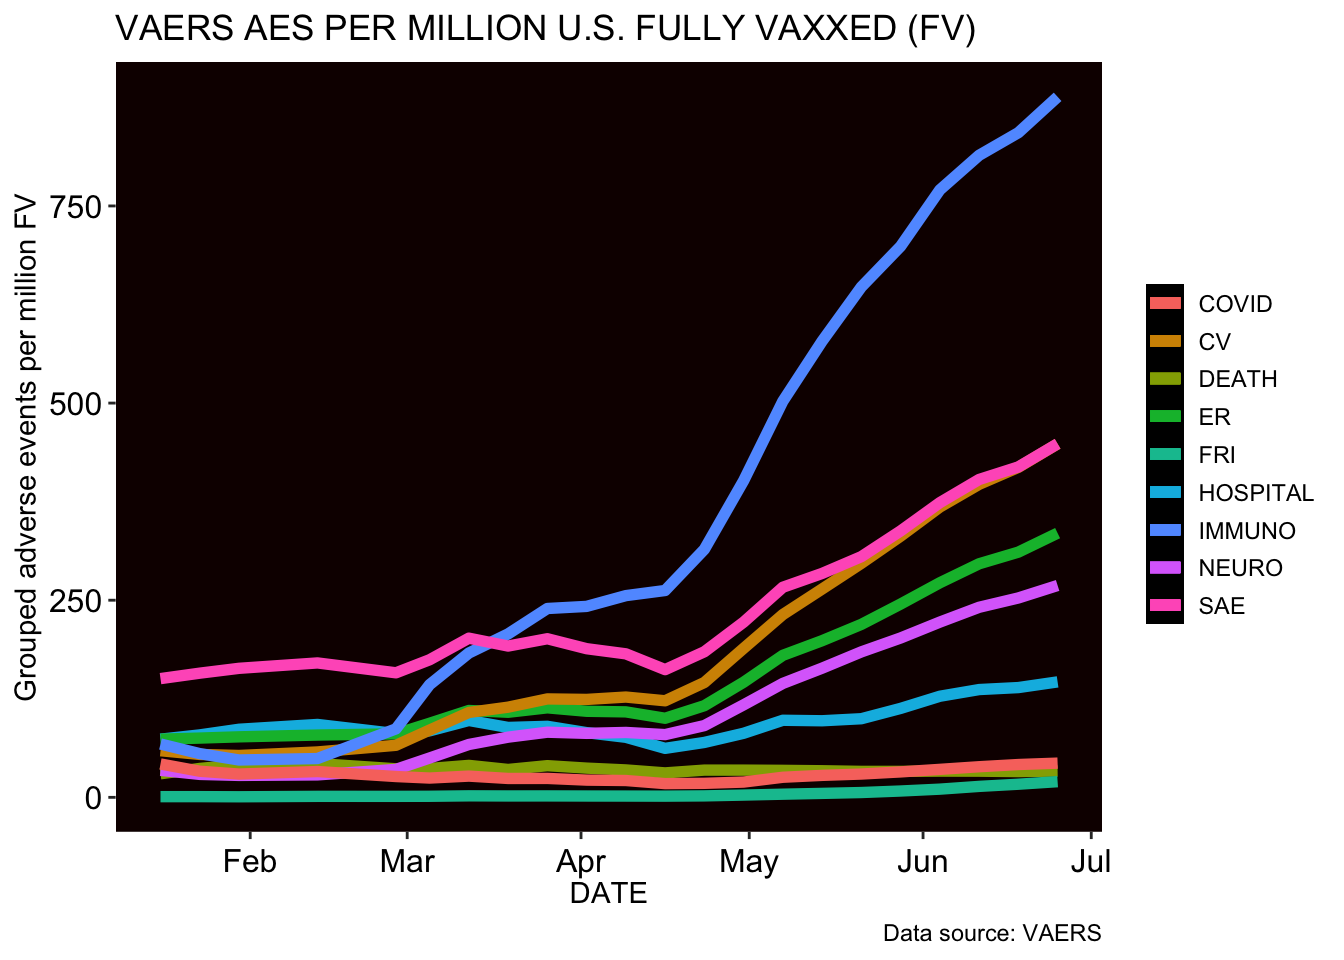 VAERS AES PER MILLION U.S. FULLY VAXXED (FV)
Grouped adverse events per million FV
750
500
250
0
Feb
Mar
Apr
May
Jun
Jul
DATE
COVID
CV
DEATH
ER
FRI
HOSPITAL
IMMUNO
NEURO
SAE
Data source: VAERS